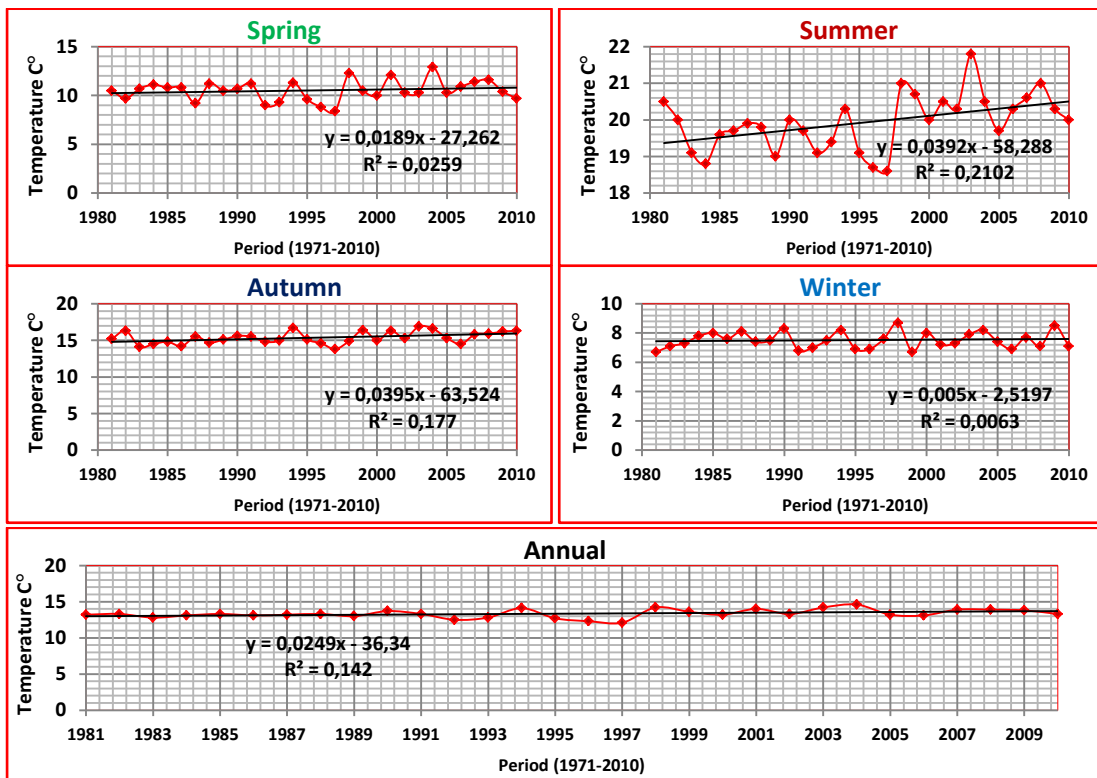 Spring
Temperature C°
15
10
5
0
y = 0,0189x - 27,262
R² = 0,0259
1980 1985 1990 1995 2000 2005 2010
Period (1971-2010)
Summer
Temperature C°
22
21
20
19
18
y = 0,0392x - 58,288
R² = 0,2102
1980 1985 1990 1995 2000 2005 2010
Period (1971-2010)
Autumn
Temperature C°
20
15
10
5
0
y = 0,0395x - 63,524
R² = 0,177
1980 1985 1990 1995 2000 2005 2010
Period (1971-2010)
Winter
Temperature C°
10
8
6
4
2
0
y = 0,005x - 2,5197
R² = 0,0063
1980 1985 1990 1995 2000 2005 2010
Period (1971-2010)
Annual
Temperature C°
20
15
10
5
0
y = 0,0249x - 36,34
R² = 0,142
1981 1983 1985 1987 1989 1991 1993 1995 1997 1999 2001 2003 2005 2007 2009
Period (1971-2010)